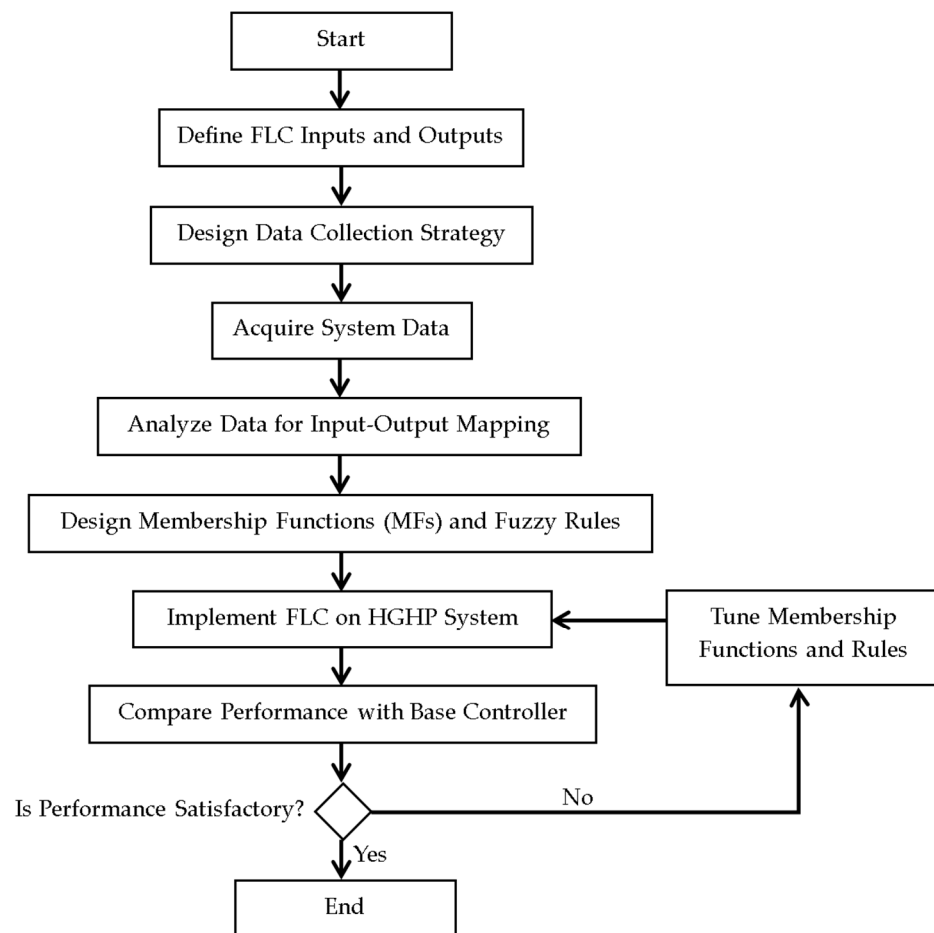 Start
Define FLC Inputs and Outputs
Design Data Collection Strategy
Acquire System Data
Analyze Data for Input-Output Mapping
Design Membership Functions (MFs) and Fuzzy Rules
Implement FLC on HGHP System
Tune Membership
Functions and Rules
Compare Performance with Base Controller
Is Performance Satisfactory?
No
Yes
End